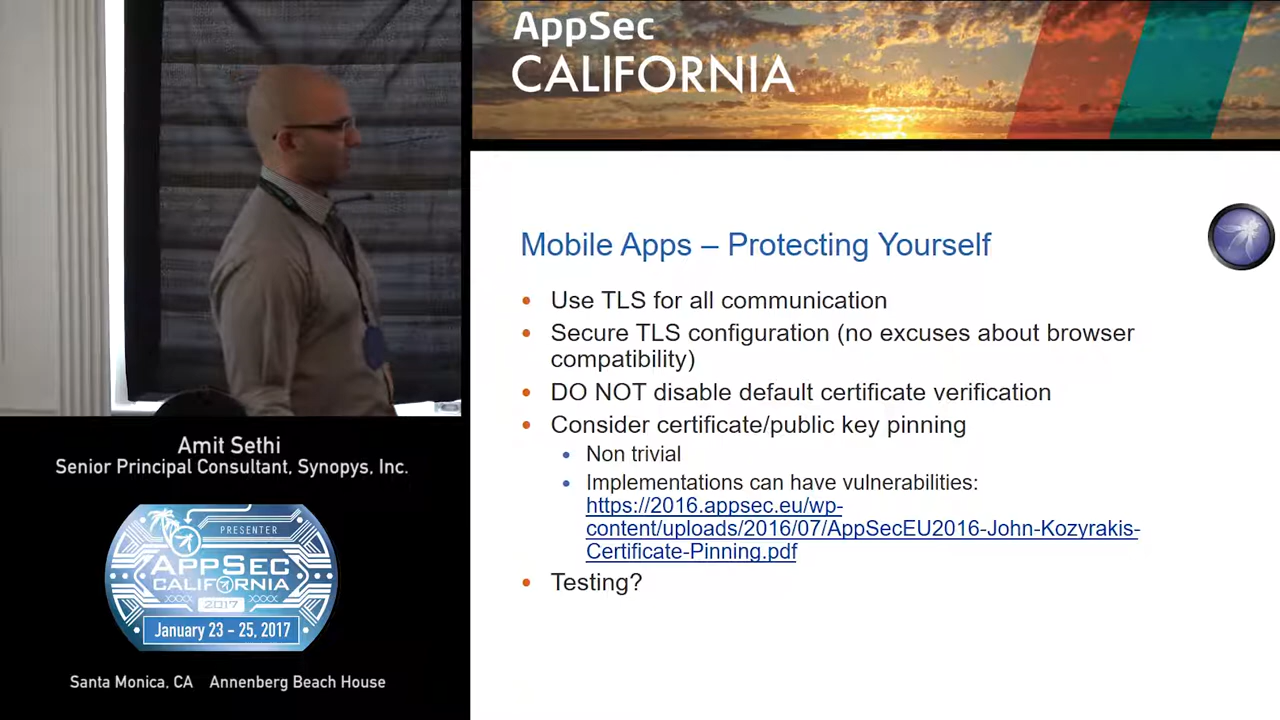 AppSec
CALIFORNIA
Mobile Apps – Protecting Yourself
• Use TLS for all communication
• Secure TLS configuration (no excuses about browser
compatibility)
• DO NOT disable default certificate verification
• Consider certificate/public key pinning
• Non trivial
• Implementations can have vulnerabilities:
https://2016.appsec.eu/wp-
content/uploads/2016/07/AppSecEU2016-John-Kozyrakis-
Certificate-Pinning.pdf
• Testing?
Amit Sethi
Senior Principal Consultant, Synopys, Inc.
PRESENTER
APPSEC
CALIFORNIA
2017
January 23 - 25, 2017
Santa Monica, CA Annenberg Beach House